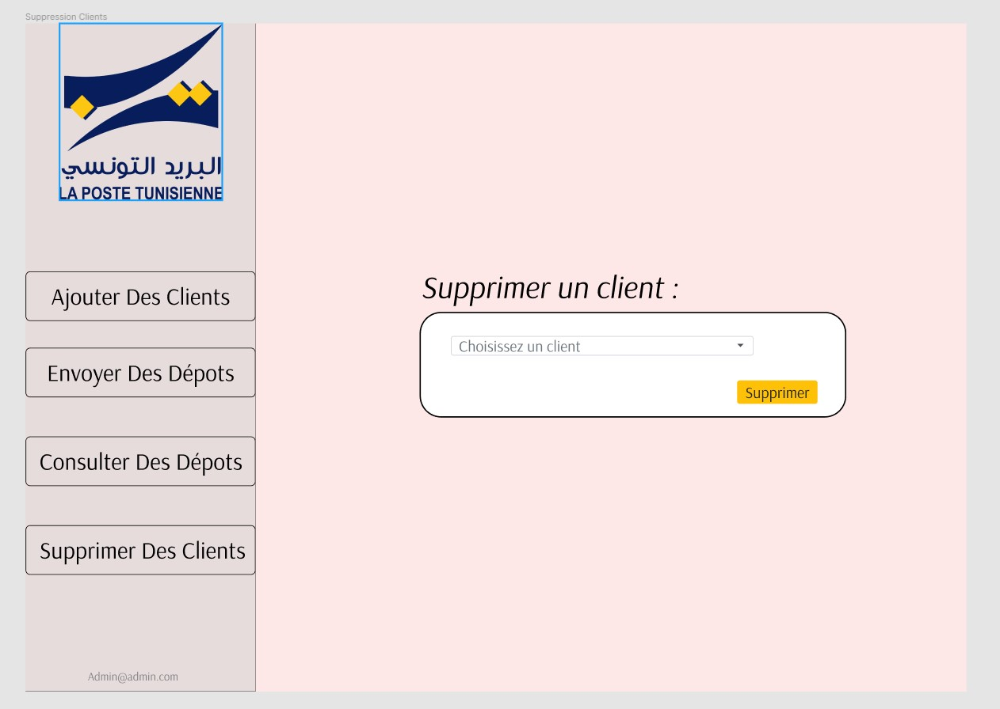 Suppression Clients
البريد التونسي
LA POSTE TUNISIENNE
Ajouter Des Clients
Envoyer Des Dépots
Consulter Des Dépots
Supprimer Des Clients
Admin@admin.com
Supprimer un client :
Choisissez un client
Supprimer